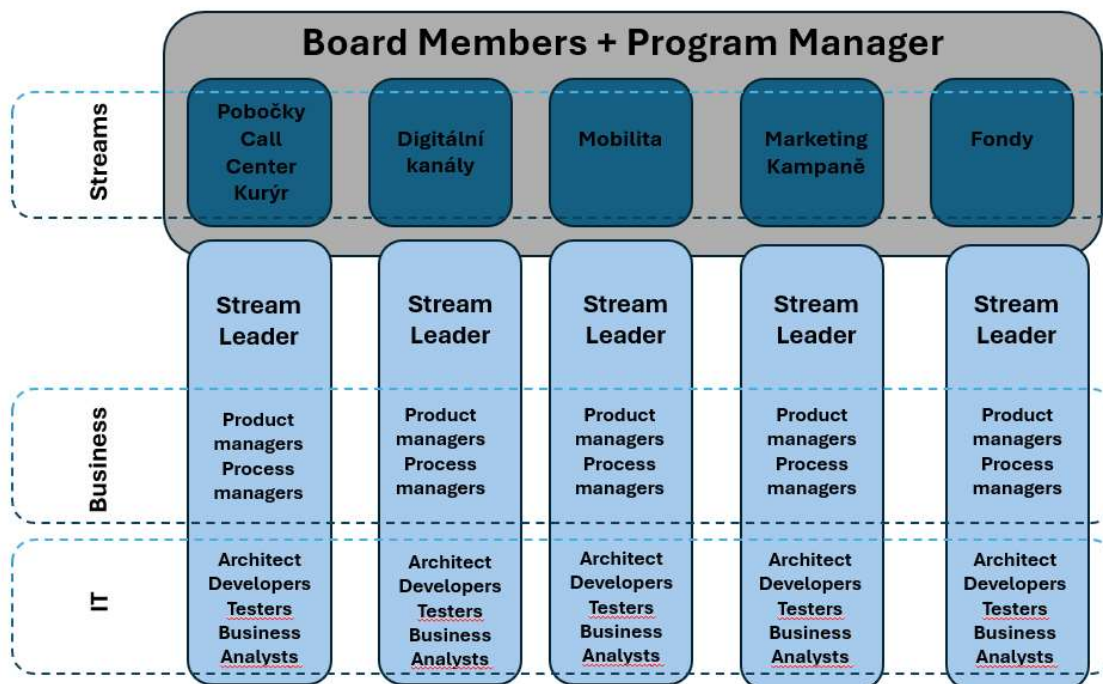 Board Members + Program Manager
Streams
Pobočky
Call
Center
Kurýr
Digitální
kanály
Mobilita
Marketing
Kampaně
Fondy
Stream
Leader
Stream
Leader
Stream
Leader
Stream
Leader
Stream
Leader
Business
Product
managers
Process
managers
Product
managers
Process
managers
Product
managers
Process
managers
Product
managers
Process
managers
Product
managers
Process
managers
IT
Architect
Developers
Testers
Business
Analysts
Architect
Developers
Testers
Business
Analysts
Architect
Developers
Testers
Business
Analysts
Architect
Developers
Testers
Business
Analysts
Architect
Developers
Testers
Business
Analysts